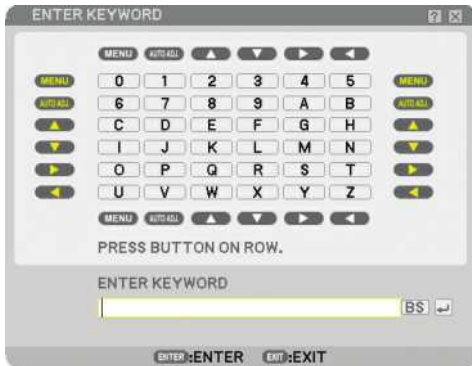 ENTER KEYWORD ? X
MENU AUTO ADJ. ▲ ▼ ▶ ◀
MENU 0 1 2 3 4 5 MENU
AUTO ADJ. 6 7 8 9 A B AUTO ADJ.
▲ C D E F G H ▲
▼ I J K L M N ▼
▶ O P Q R S T ▶
◀ U V W X Y Z ◀
MENU AUTO ADJ. ▲ ▼ ▶ ◀
PRESS BUTTON ON ROW.
ENTER KEYWORD
BS ↵
ENTER:ENTER EXIT:EXIT